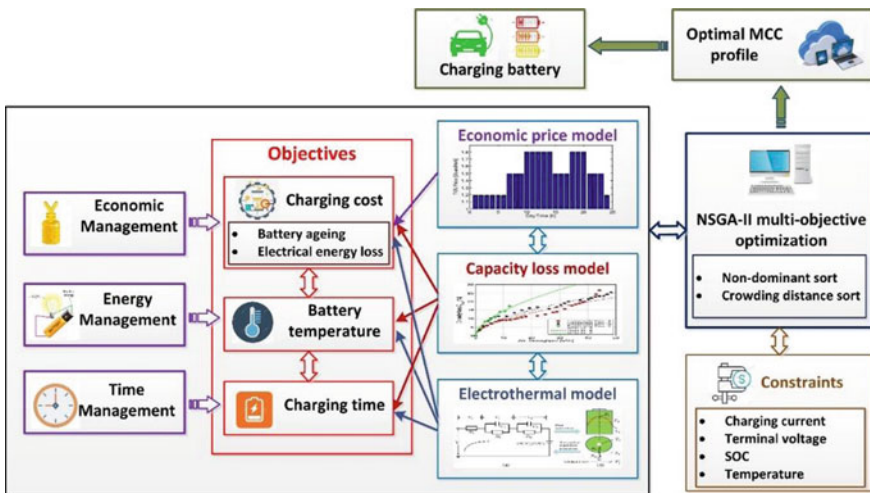 Charging battery
Optimal MCC
profile
Objectives
Economic
Management
Energy
Management
Time
Management
Charging cost
• Battery ageing
• Electrical energy loss
Battery
temperature
Charging time
Economic price model
Capacity loss model
Electrothermal model
NSGA-II multi-objective
optimization
• Non-dominant sort
• Crowding distance sort
Constraints
• Charging current
• Terminal voltage
• SOC
• Temperature